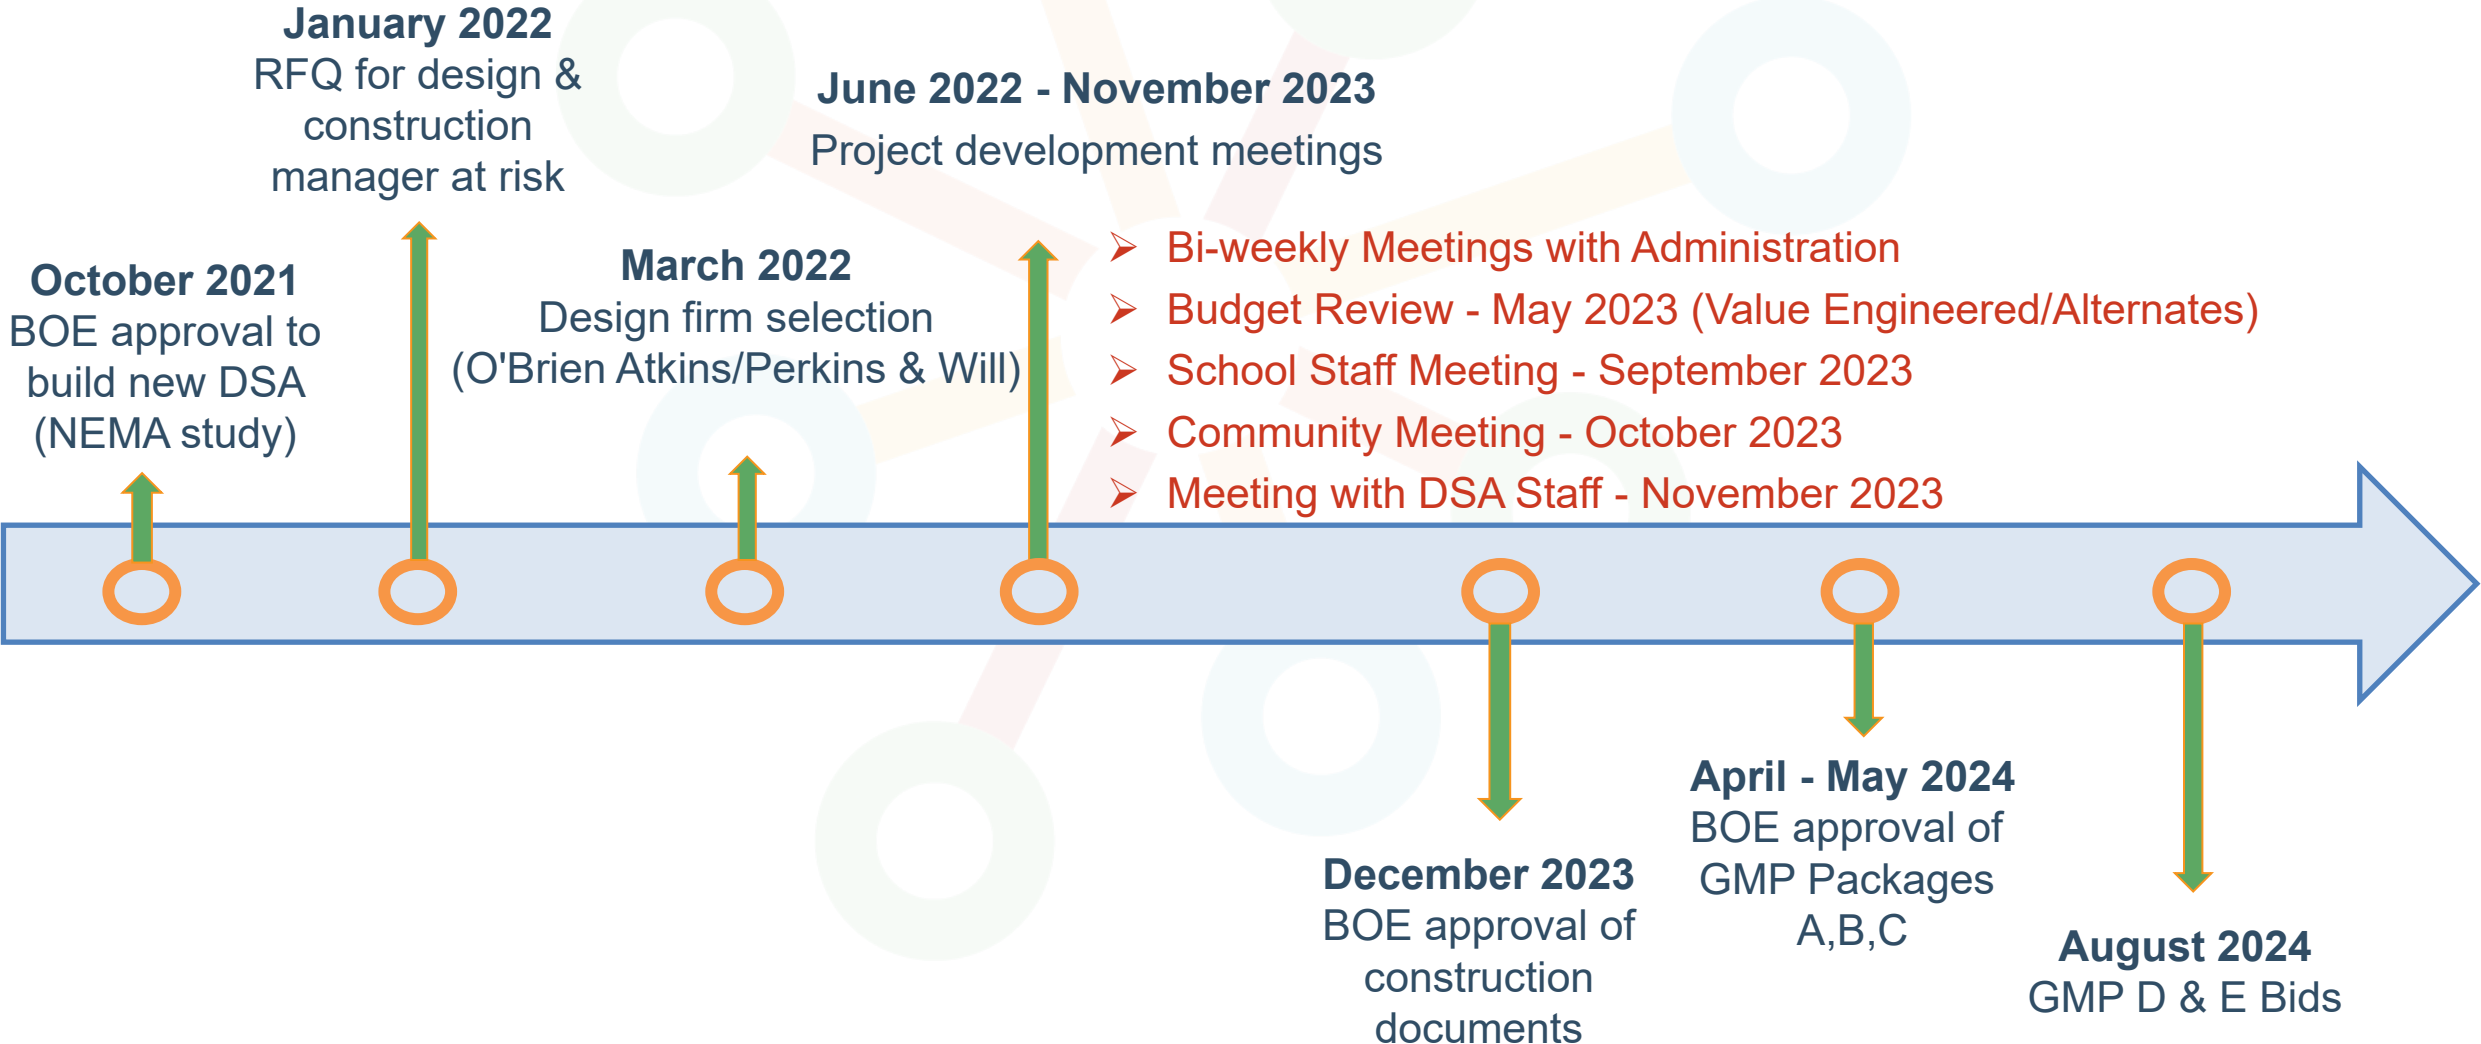 January 2022
RFQ for design &
construction
manager at risk
October 2021
BOE approval to
build new DSA
(NEMA study)
March 2022
Design firm selection
(O'Brien Atkins/Perkins & Will)
June 2022 - November 2023
Project development meetings
➢ Bi-weekly Meetings with Administration
➢ Budget Review - May 2023 (Value Engineered/Alternates)
➢ School Staff Meeting - September 2023
➢ Community Meeting - October 2023
➢ Meeting with DSA Staff - November 2023
December 2023
BOE approval of
construction
documents
April - May 2024
BOE approval of
GMP Packages
A,B,C
August 2024
GMP D & E Bids